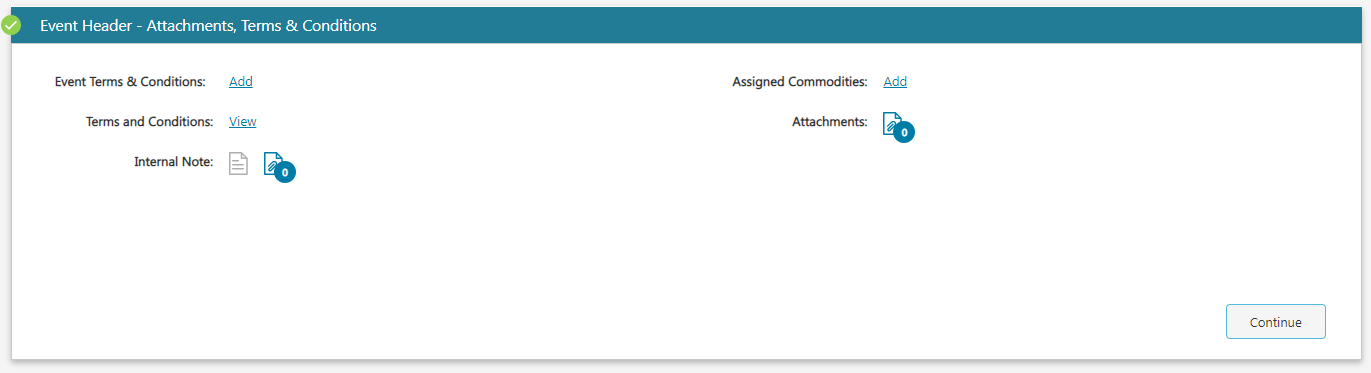 Event Header - Attachments, Terms & Conditions
Event Terms & Conditions: Add
Assigned Commodities: Add
Terms and Conditions: View
Attachments: 0
Internal Note: 0
Continue